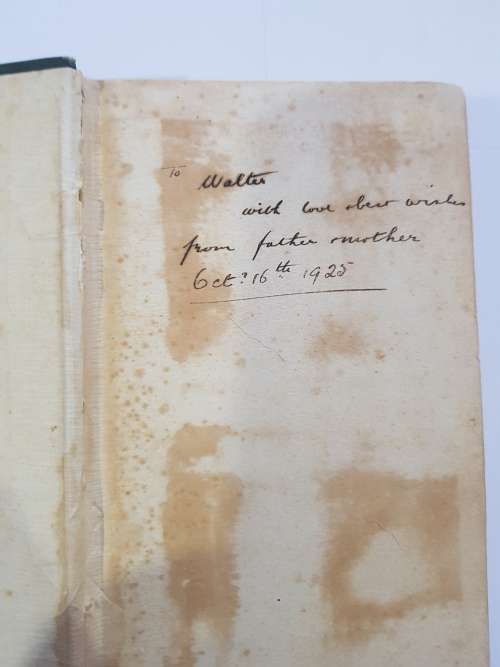 To
Walter
with love & best wishes
from father & mother
Oct. 16th 1925